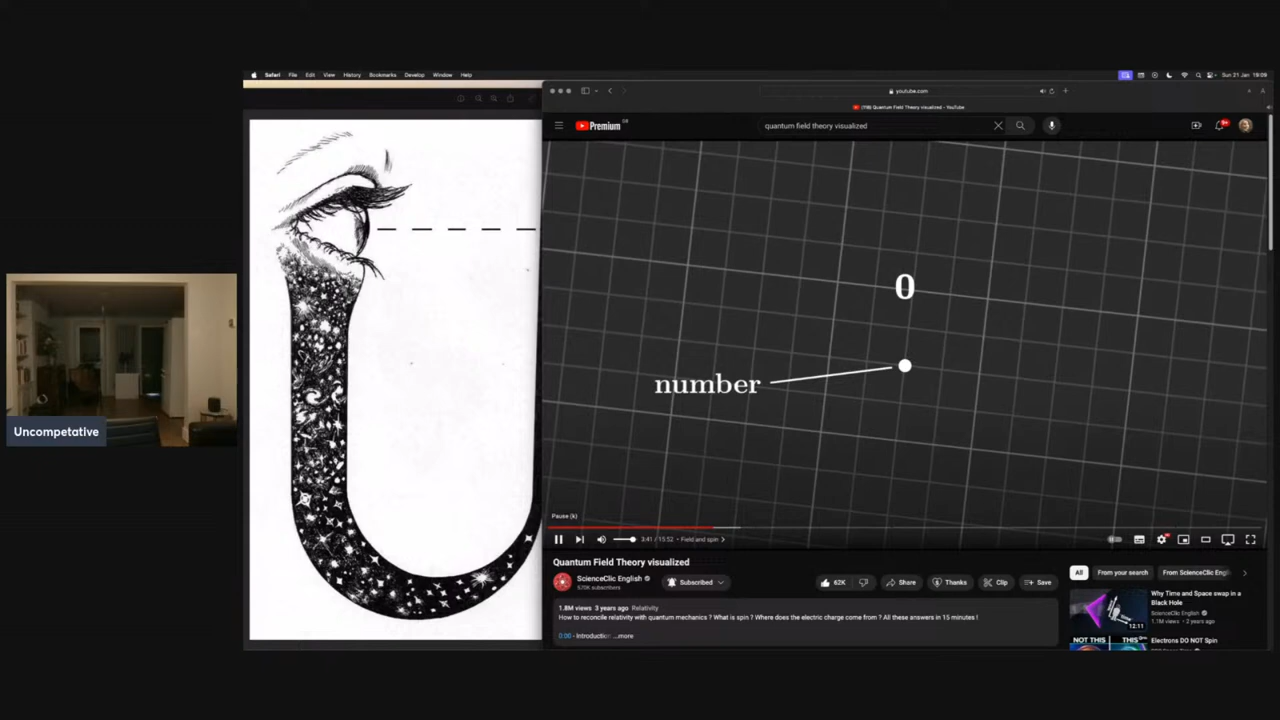 Safari File Edit View History Bookmarks Develop Window Help
Sun 21 Jan 19:09
youtube.com
(118) Quantum Field Theory visualized - YouTube
Premium
GB
quantum field theory visualized
9+
0
number
Uncompetative
Pause (k)
3:41 / 15:52 • Field and spin
Quantum Field Theory visualized
ScienceClic English
570K subscribers
Subscribed
62K
Share
Thanks
Clip
Save
1.8M views 3 years ago Relativity
How to reconcile relativity with quantum mechanics ? What is spin ? Where does the electric charge come from ? All these answers in 15 minutes !
0:00 - Introduction ...more
All
From your search
From ScienceClic Eng
Why Time and Space swap in a
Black Hole
ScienceClic English
1.1M views • 2 years ago
12:11
Electrons DO NOT Spin
NOT THIS
THIS